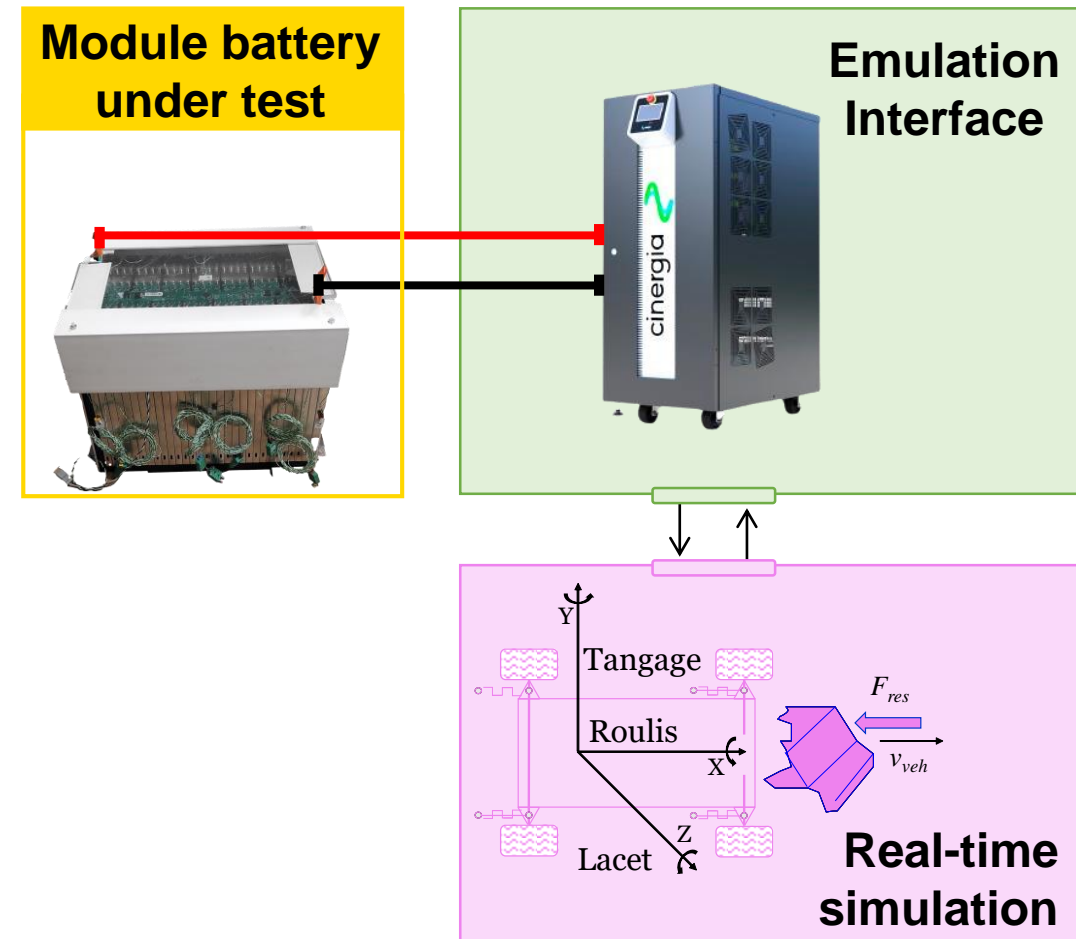 Module battery
under test
Emulation
Interface
cinergia
Y
Tangage
Roulis
X
Z
Lacet
F_res
v_veh
Real-time
simulation